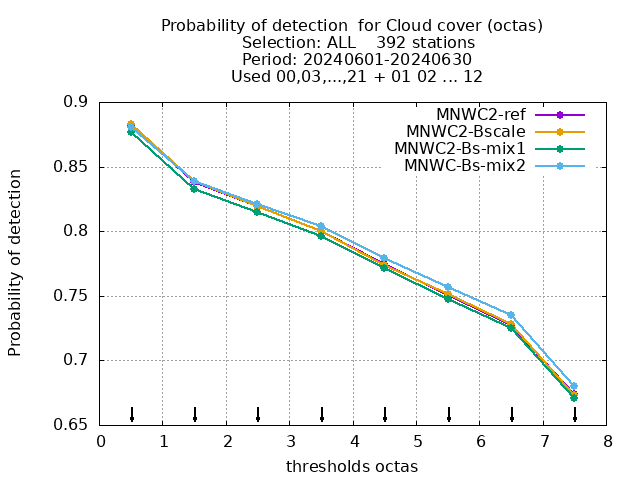 Probability of detection  for Cloud cover (octas)
Selection: ALL    392 stations
Period: 20240601-20240630
Used 00,03,...,21 + 01 02 ... 12
MNWC2-ref
MNWC2-Bscale
MNWC2-Bs-mix1
MNWC-Bs-mix2
Probability of detection
0.9
0.85
0.8
0.75
0.7
0.65
0 1 2 3 4 5 6 7 8
thresholds octas